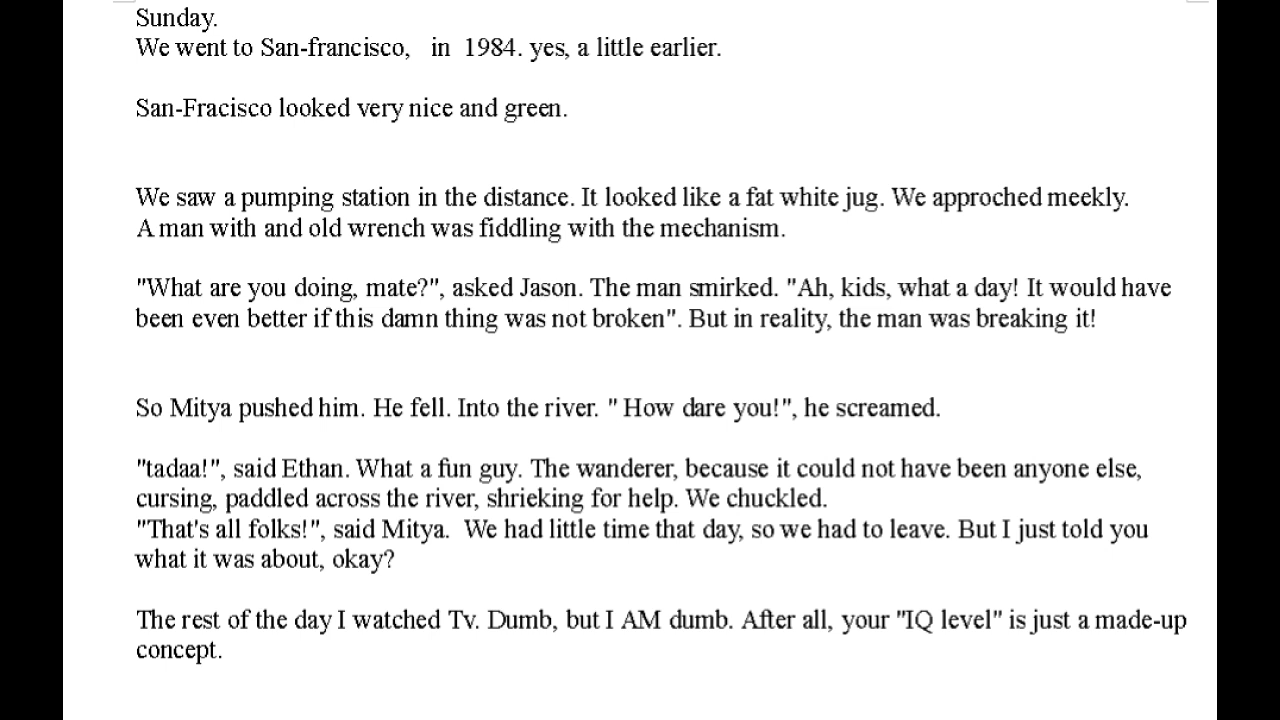 Sunday.
We went to San-francisco,   in  1984. yes, a little earlier.
San-Fracisco looked very nice and green.
We saw a pumping station in the distance. It looked like a fat white jug. We approched meekly.
A man with and old wrench was fiddling with the mechanism.
"What are you doing, mate?", asked Jason. The man smirked. "Ah, kids, what a day! It would have
been even better if this damn thing was not broken". But in reality, the man was breaking it!
So Mitya pushed him. He fell. Into the river. " How dare you!", he screamed.
"tadaa!", said Ethan. What a fun guy. The wanderer, because it could not have been anyone else,
cursing, paddled across the river, shrieking for help. We chuckled.
"That's all folks!", said Mitya.  We had little time that day, so we had to leave. But I just told you
what it was about, okay?
The rest of the day I watched Tv. Dumb, but I AM dumb. After all, your "IQ level" is just a made-up
concept.